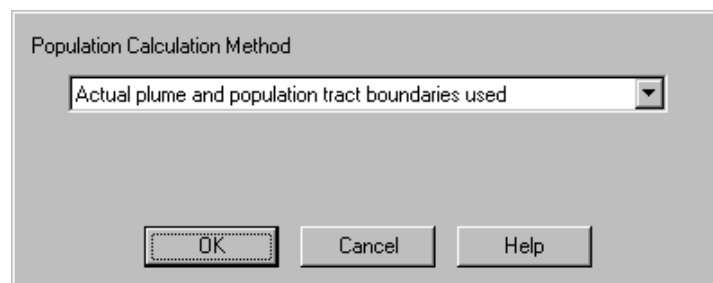 Population Calculation Method
Actual plume and population tract boundaries used
OK Cancel Help